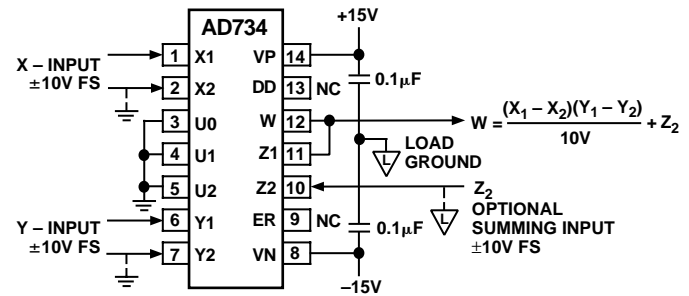 AD734
+15V
X – INPUT
±10V FS
1 X1
2 X2
3 U0
4 U1
5 U2
Y – INPUT
±10V FS
6 Y1
7 Y2
VP 14
DD 13 NC
W 12
Z1 11
Z2 10
ER 9 NC
VN 8
0.1µF
L LOAD
GROUND
W = (X1 – X2)(Y1 – Y2)
10V
+ Z2
Z2
L OPTIONAL
SUMMING INPUT
±10V FS
0.1µF
–15V